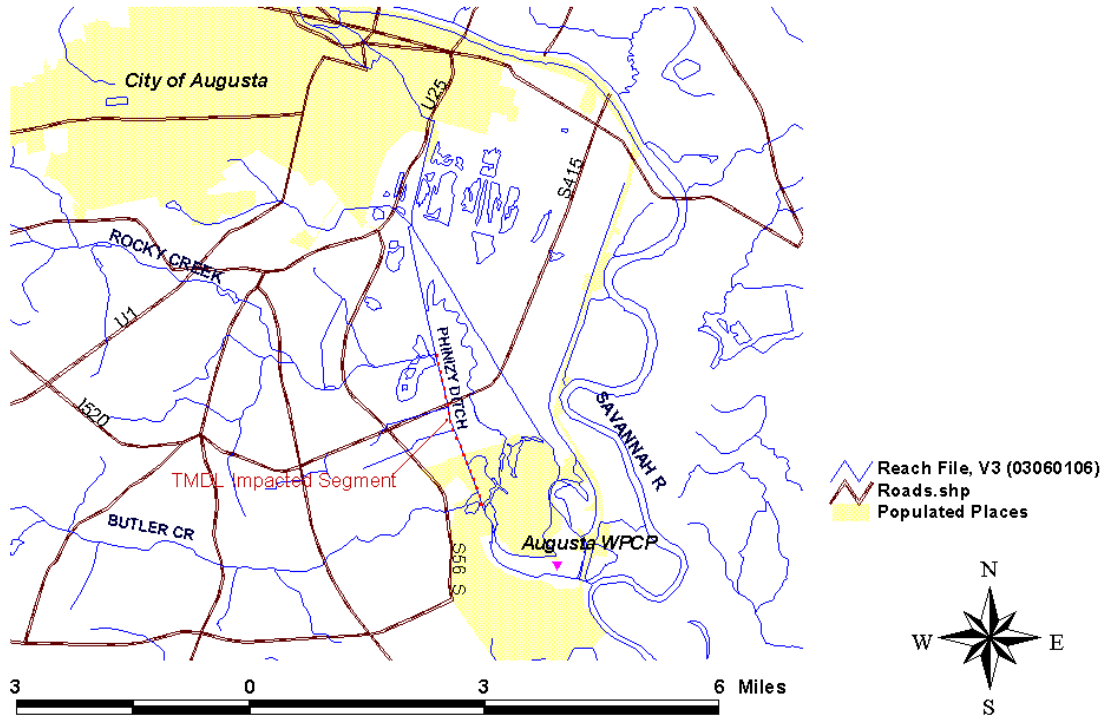 City of Augusta
U25
S415
ROCKY CREEK
U1
PHINIZY DITCH
I520
SAVANNAH R
TMDL Impacted Segment
BUTLER CR
Augusta WPCP
S56 S
Reach File, V3 (03060106)
Roads.shp
Populated Places
N
W E
S
3 0 3 6 Miles